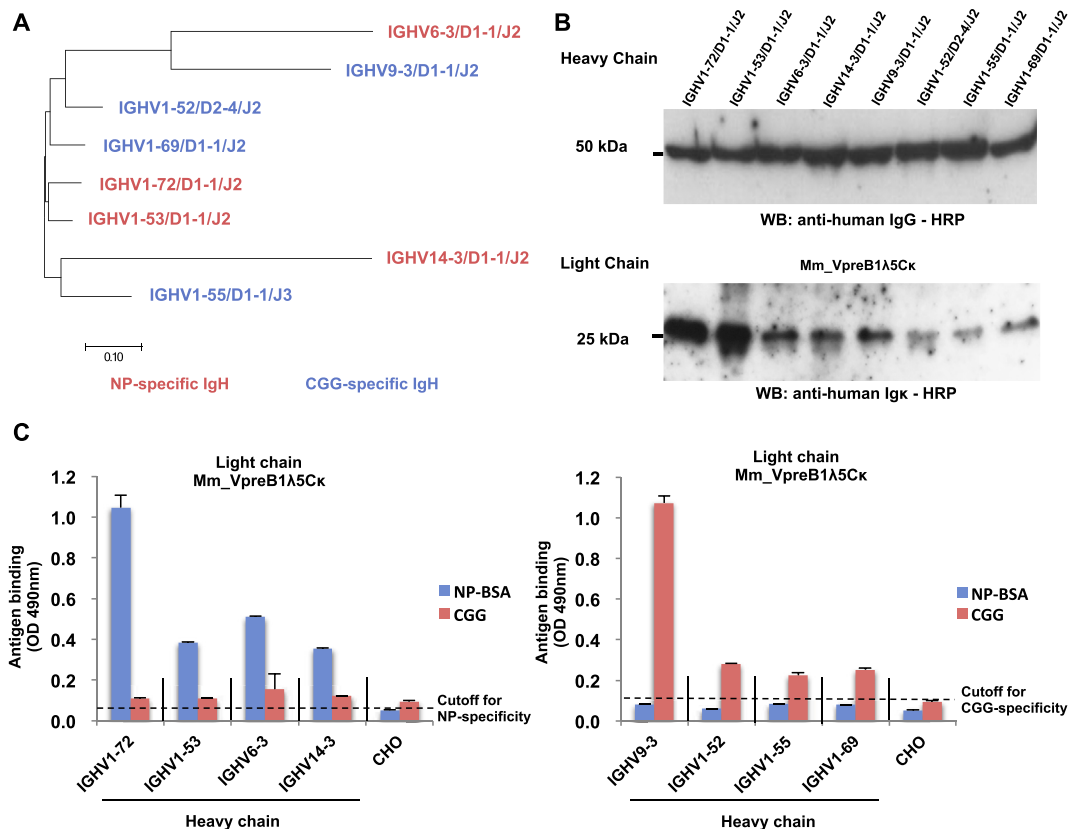 A
IGHV6-3/D1-1/J2
IGHV9-3/D1-1/J2
IGHV1-52/D2-4/J2
IGHV1-69/D1-1/J2
IGHV1-72/D1-1/J2
IGHV1-53/D1-1/J2
IGHV14-3/D1-1/J2
IGHV1-55/D1-1/J3
0.10
NP-specific IgH
CGG-specific IgH
B
Heavy Chain
IGHV1-72/D1-1/J2
IGHV1-53/D1-1/J2
IGHV6-3/D1-1/J2
IGHV14-3/D1-1/J2
IGHV9-3/D1-1/J2
IGHV1-52/D2-4/J2
IGHV1-55/D1-1/J2
IGHV1-69/D1-1/J2
50 kDa
WB: anti-human IgG - HRP
Light Chain
Mm_VpreB1λ5Cκ
25 kDa
WB: anti-human Igκ - HRP
C
Light chain
Mm_VpreB1λ5Cκ
Antigen binding
(OD 490nm)
1.2
1.0
0.8
0.6
0.4
0.2
0.0
NP-BSA
CGG
Cutoff for
NP-specificity
IGHV1-72
IGHV1-53
IGHV6-3
IGHV14-3
CHO
Heavy chain
Light chain
Mm_VpreB1λ5Cκ
Antigen binding
(OD 490nm)
1.2
1.0
0.8
0.6
0.4
0.2
0.0
NP-BSA
CGG
Cutoff for
CGG-specificity
IGHV9-3
IGHV1-52
IGHV1-55
IGHV1-69
CHO
Heavy chain